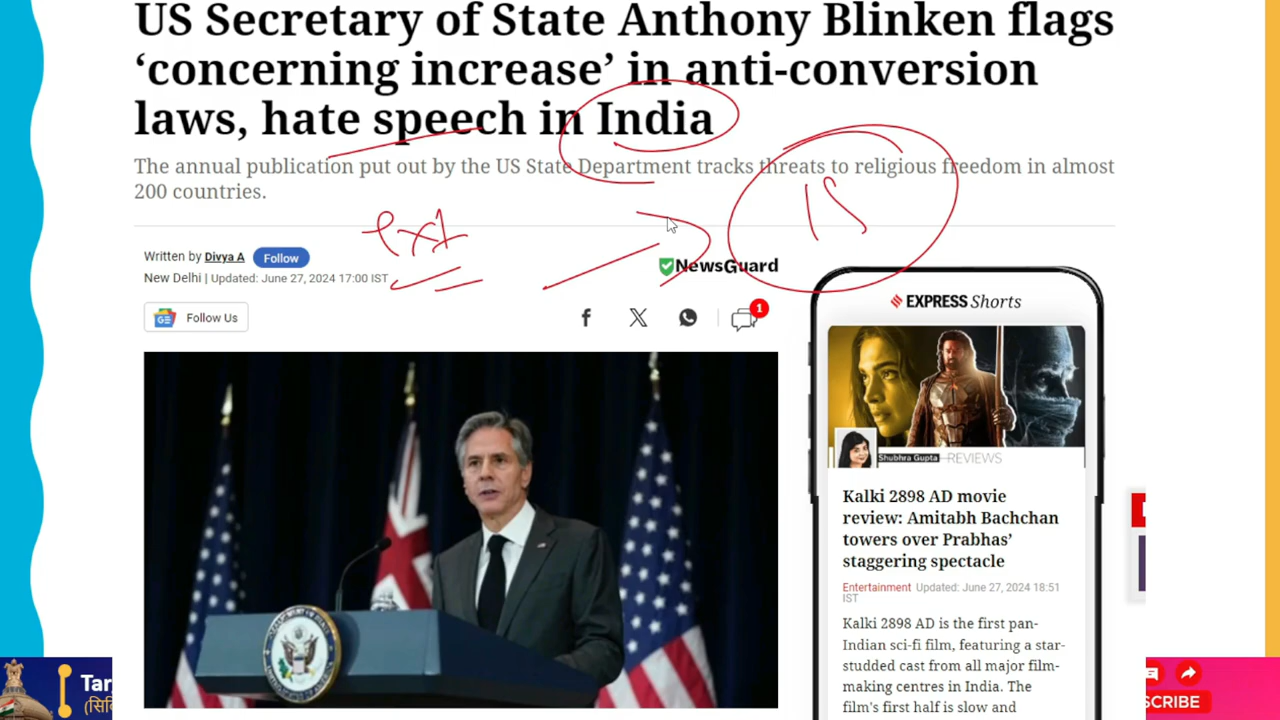 US Secretary of State Anthony Blinken flags
‘concerning increase’ in anti-conversion
laws, hate speech in India
The annual publication put out by the US State Department tracks threats to religious freedom in almost
200 countries.
ext
Written by Divya A Follow
New Delhi | Updated: June 27, 2024 17:00 IST
NewsGuard
Follow Us
1
EXPRESS Shorts
Shubhra Gupta REVIEWS
Kalki 2898 AD movie
review: Amitabh Bachchan
towers over Prabhas’
staggering spectacle
Entertainment Updated: June 27, 2024 18:51
IST
Kalki 2898 AD is the first pan-
Indian sci-fi film, featuring a star-
studded cast from all major film-
making centres in India. The
film's first half is slow and
Tar
(सिवि
SCRIBE